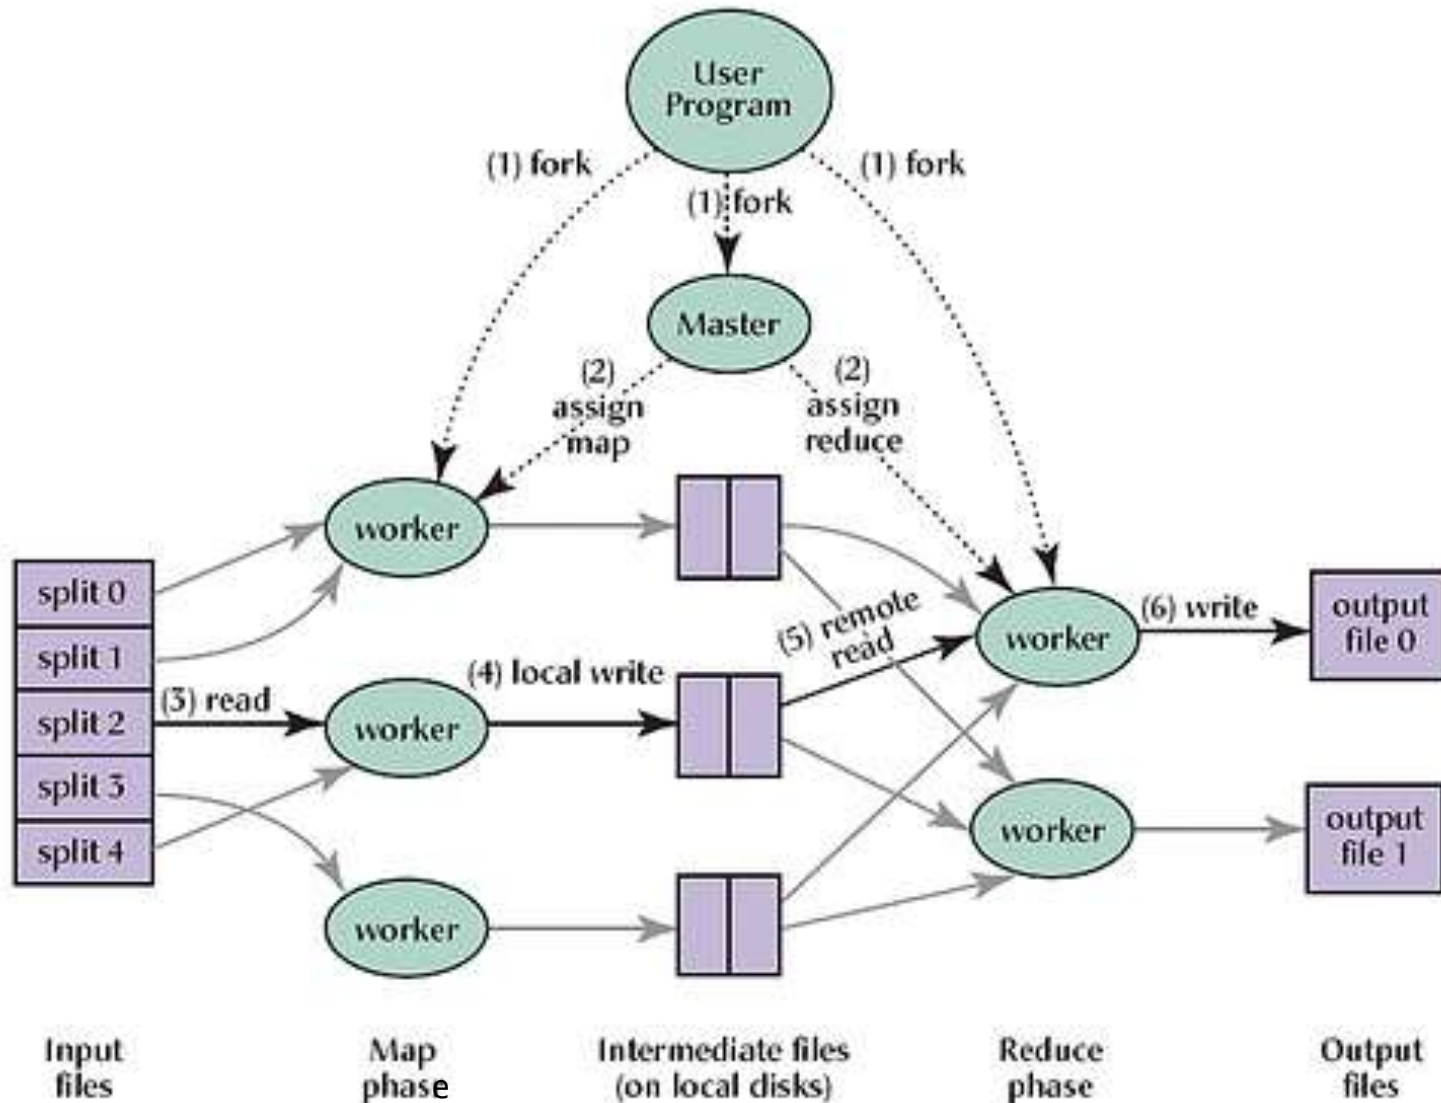 User
Program
(1) fork
(1) fork
(1) fork
Master
(2)
assign
map
(2)
assign
reduce
worker
split 0
split 1
split 2
split 3
split 4
(3) read
worker
(4) local write
worker
(5) remote
read
worker
(6) write
output
file 0
worker
output
file 1
Input
files
Map
phase
Intermediate files
(on local disks)
Reduce
phase
Output
files